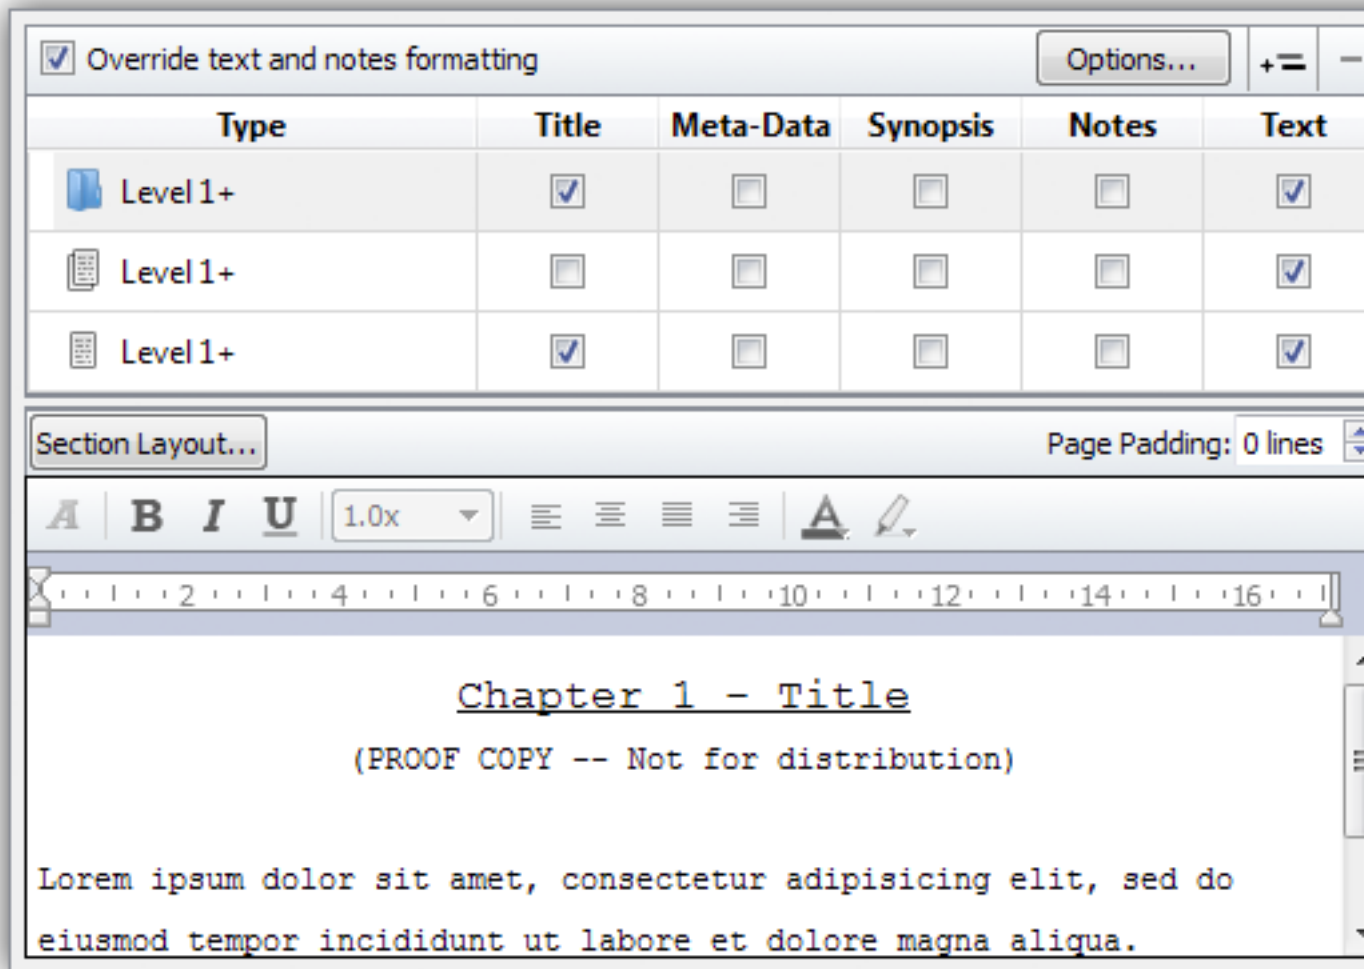 Override text and notes formatting Options...
Type Title Meta-Data Synopsis Notes Text
Level 1+
Level 1+
Level 1+
Section Layout... Page Padding: 0 lines
A B I U 1.0x A
2 4 6 8 10 12 14 16
Chapter 1 - Title
(PROOF COPY -- Not for distribution)
Lorem ipsum dolor sit amet, consectetur adipisicing elit, sed do
eiusmod tempor incididunt ut labore et dolore magna aliqua.